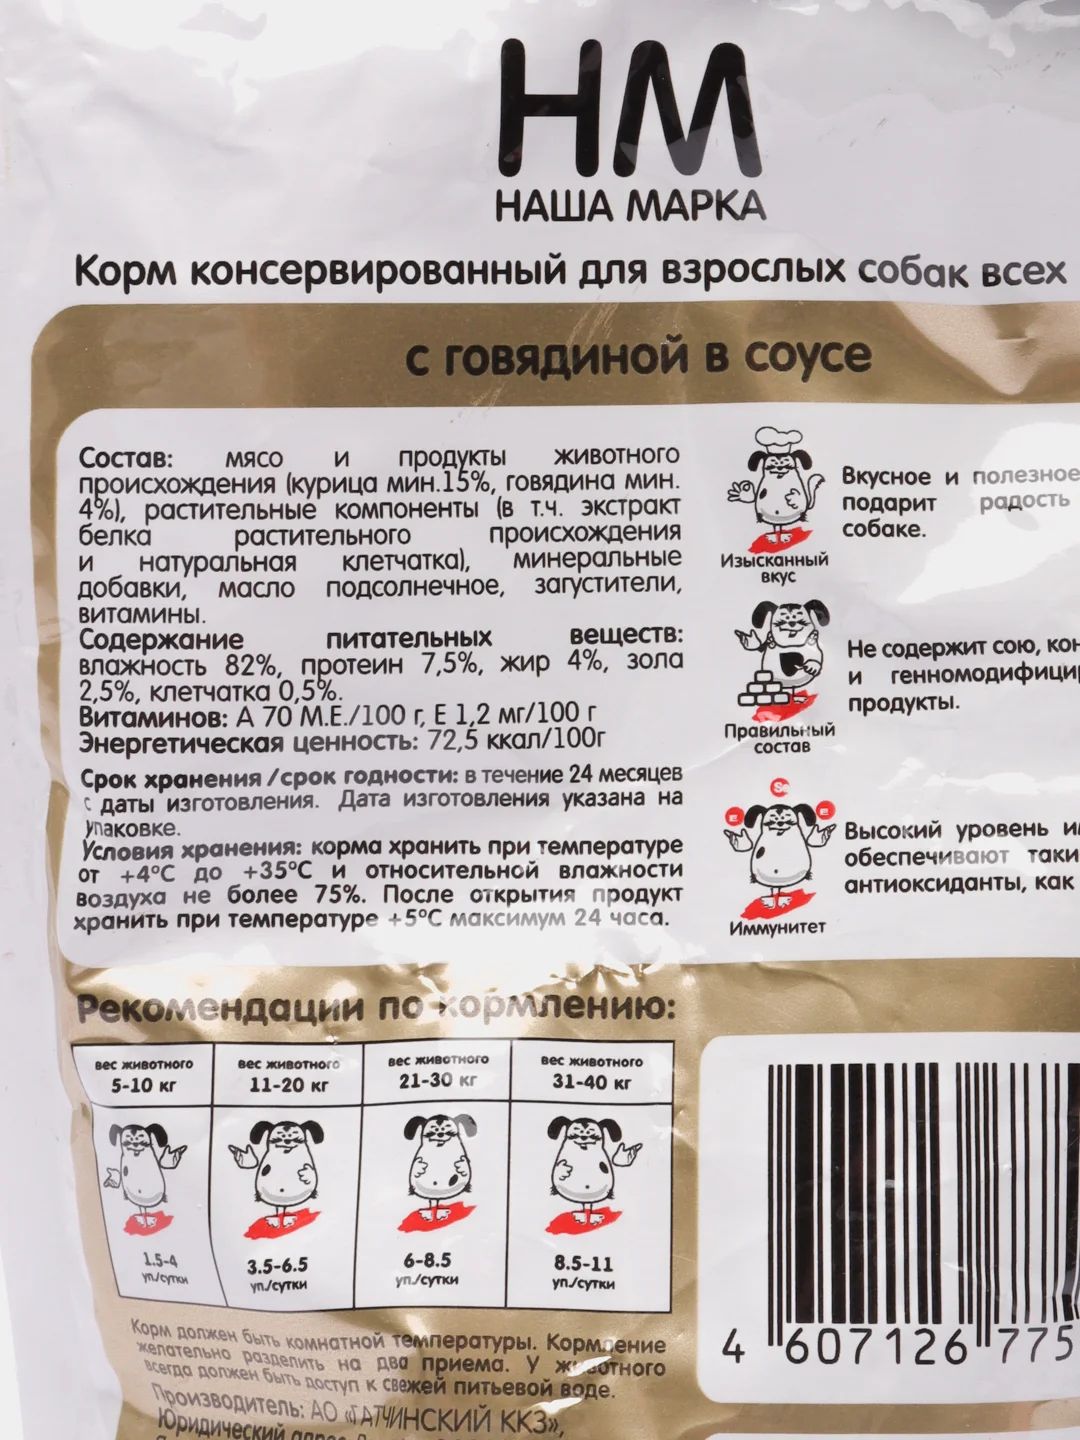 НМ
НАША МАРКА
Корм консервированный для взрослых собак всех
с говядиной в соусе
Состав: мясо и продукты животного
происхождения (курица мин.15%, говядина мин.
4%), растительные компоненты (в т.ч. экстракт
белка растительного происхождения
и натуральная клетчатка), минеральные
добавки, масло подсолнечное, загустители,
витамины.
Содержание питательных веществ:
влажность 82%, протеин 7,5%, жир 4%, зола
2,5%, клетчатка 0,5%.
Витаминов: А 70 М.Е./100 г, Е 1,2 мг/100 г
Энергетическая ценность: 72,5 ккал/100г
Срок хранения /срок годности: в течение 24 месяцев
с даты изготовления. Дата изготовления указана на
упаковке.
Условия хранения: корма хранить при температуре
от +4°С до +35°С и относительной влажности
воздуха не более 75%. После открытия продукт
хранить при температуре +5°С максимум 24 часа.
Изысканный
вкус
Вкусное и полезное
подарит радость
собаке.
Правильный
состав
Не содержит сою,
и
продукты.
Se
E
E
Иммунитет
Высокий уровень
обеспечивают
антиоксиданты, как
Рекомендации по кормлению:
вес животного
5-10 кг
вес животного
11-20 кг
вес животного
21-30 кг
вес животного
31-40 кг
1.5-4
уп./сутки
3.5-6.5
уп./сутки
6-8.5
уп./сутки
8.5-11
уп./сутки
Корм должен быть комнатной температуры. Кормление
желательно разделить на два приема. У животного
всегда должен быть доступ к свежей питьевой воде.
Производитель: АО «ГАТЧИНСКИЙ ККЗ»,
Юридический
4 607126 775